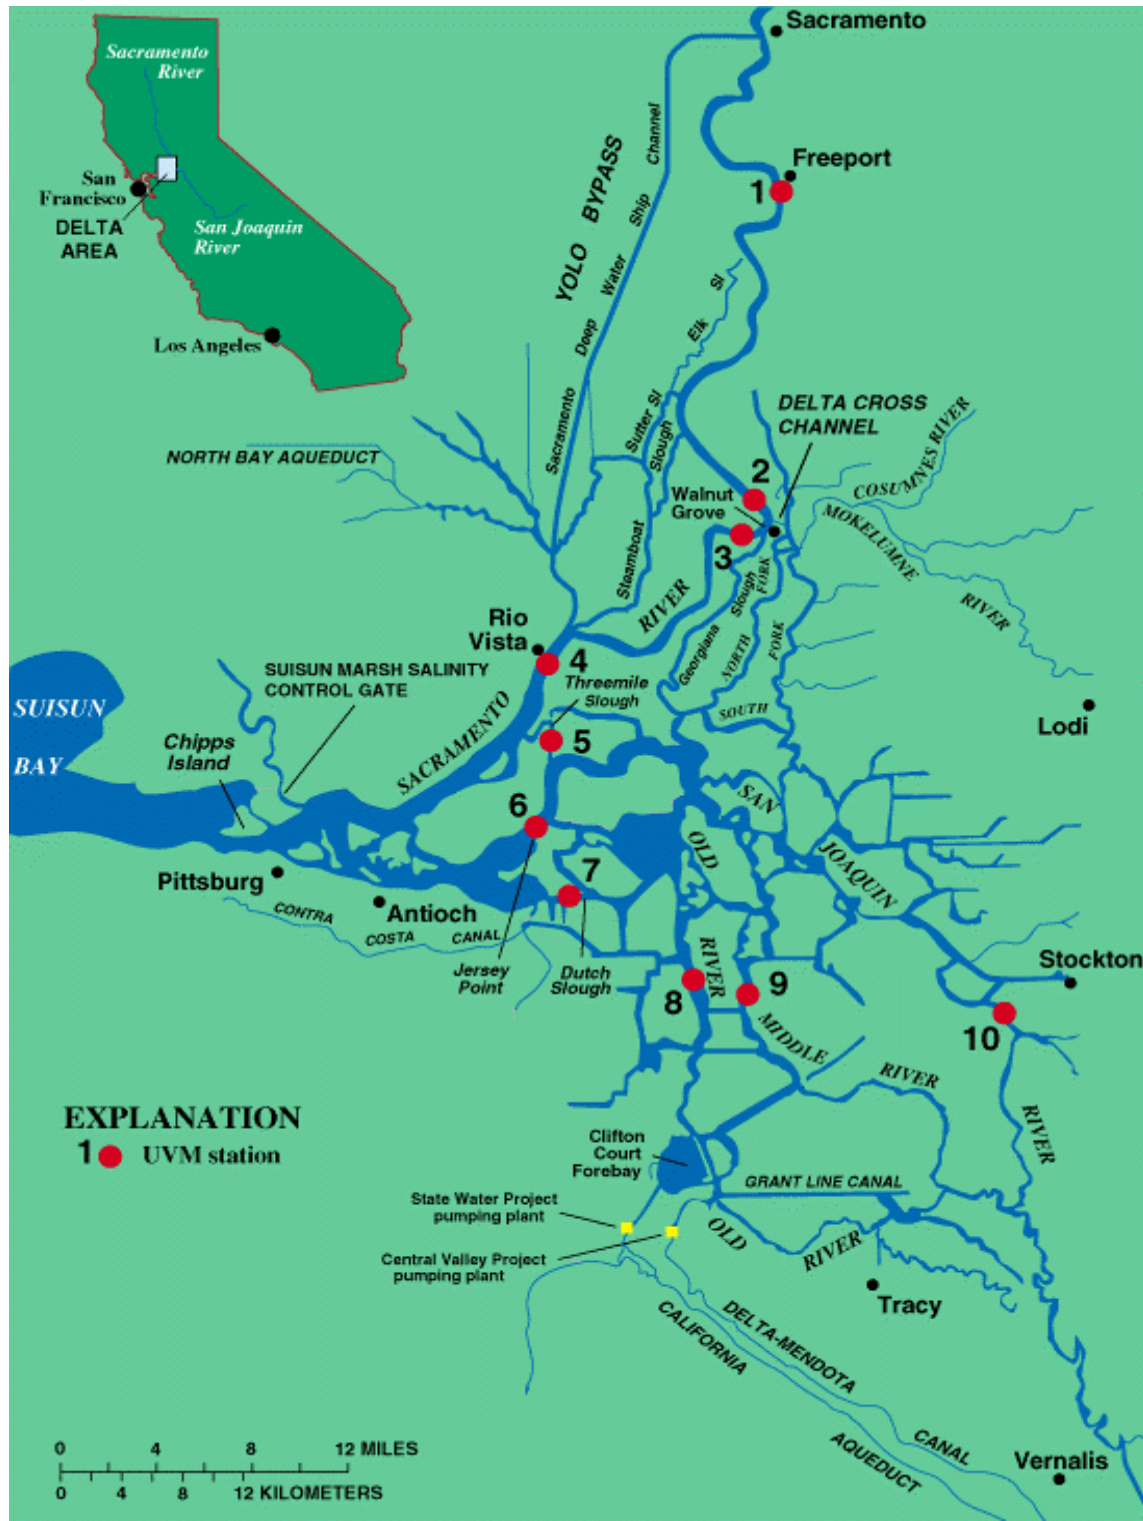 Sacramento
Sacramento
River
San
Francisco
DELTA
AREA
San Joaquin
River
Los Angeles
Freeport
1
YOLO BYPASS
Sacramento Deep Water Ship Channel
Elk Sl
Sutter Sl
Steamboat Slough
DELTA CROSS
CHANNEL
NORTH BAY AQUEDUCT
COSUMNES RIVER
2
Walnut
Grove
MOKELUMNE
RIVER
3
RIVER
Georgiana Slough
NORTH FORK
SOUTH FORK
Rio
Vista
4
Threemile
Slough
SUISUN MARSH SALINITY
CONTROL GATE
SACRAMENTO
SUISUN
BAY
Chipps
Island
Lodi
5
6
SAN
JOAQUIN
OLD
RIVER
7
Pittsburg
Antioch
CONTRA
COSTA CANAL
Jersey
Point
Dutch
Slough
8
9
MIDDLE
RIVER
Stockton
10
RIVER
EXPLANATION
1 UVM station
Clifton
Court
Forebay
GRANT LINE CANAL
State Water Project
pumping plant
Central Valley Project
pumping plant
OLD
RIVER
Tracy
DELTA-MENDOTA
CANAL
CALIFORNIA
AQUEDUCT
Vernalis
0 4 8 12 MILES
0 4 8 12 KILOMETERS